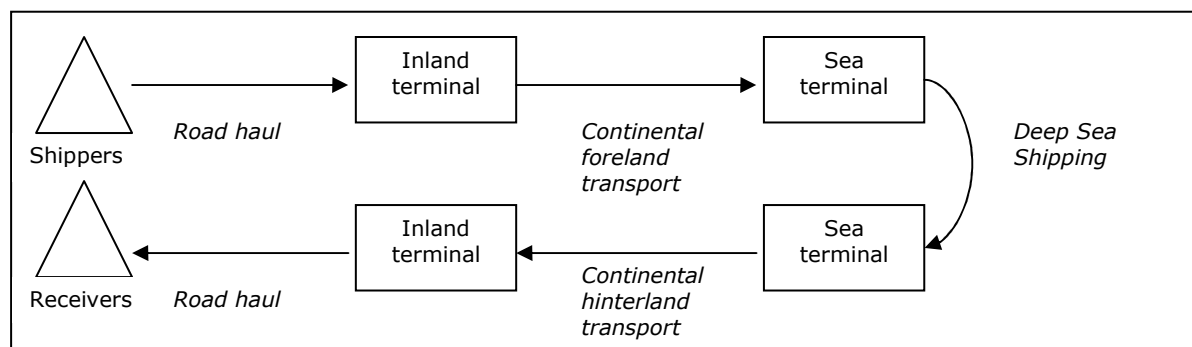 Inland
terminal
Sea
terminal
Road haul
Continental
foreland
transport
Deep Sea
Shipping
Shippers
Inland
terminal
Sea
terminal
Receivers
Road haul
Continental
hinterland
transport